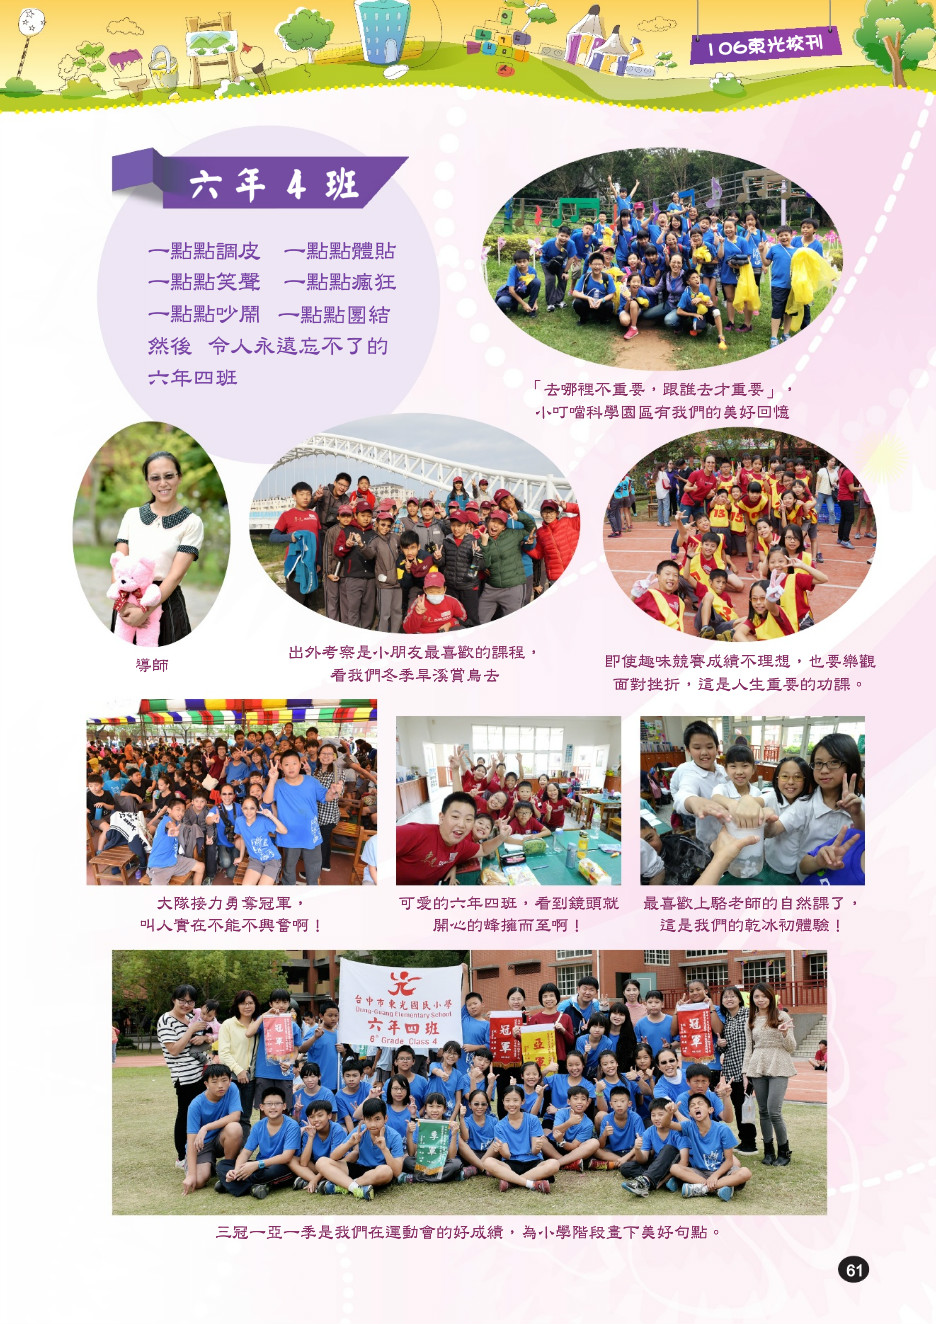 106東光校刊
六年4班
一點點調皮　一點點體貼
一點點笑聲　一點點瘋狂
一點點吵鬧　一點點團結
然後　令人永遠忘不了的
六年四班
「去哪裡不重要，跟誰去才重要」，
小叮噹科學園區有我們的美好回憶
導師
出外考察是小朋友最喜歡的課程，
看我們冬季旱溪賞鳥去
即使趣味競賽成績不理想，也要樂觀
面對挫折，這是人生重要的功課。
大隊接力勇奪冠軍，
叫人實在不能不興奮啊！
可愛的六年四班，看到鏡頭就
開心的蜂擁而至啊！
最喜歡上駱老師的自然課了，
這是我們的乾冰初體驗！
台中市東光國民小學
Dong-Guang Elementary School
六年四班
6th Grade Class 4
冠軍
冠軍
亞軍
冠軍
季軍
三冠一亞一季是我們在運動會的好成績，為小學階段畫下美好句點。
61